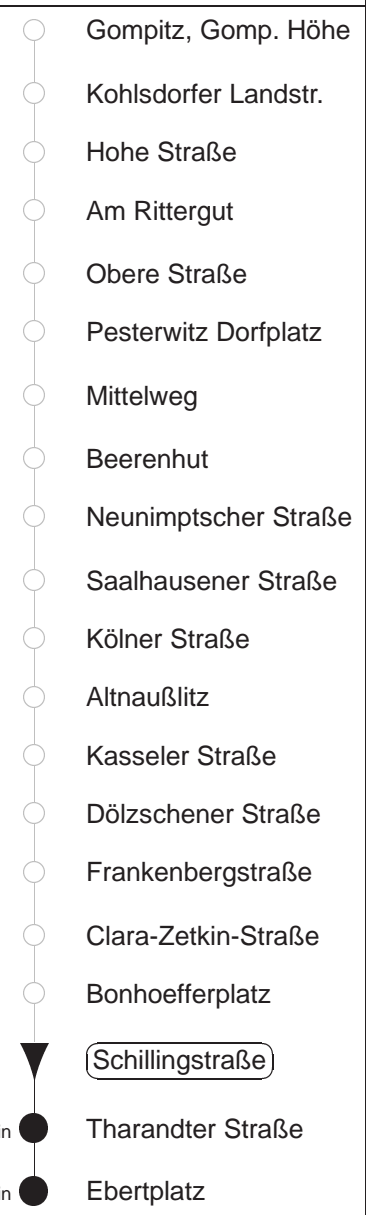 Gompitz, Gomp. Höhe
Kohlsdorfer Landstr.
Hohe Straße
Am Rittergut
Obere Straße
Pesterwitz Dorfplatz
Mittelweg
Beerenhut
Neunimptscher Straße
Saalhausener Straße
Kölner Straße
Altnaußlitz
Kasseler Straße
Dölzschener Straße
Frankenbergstraße
Clara-Zetkin-Straße
Bonhoefferplatz
Schillingstraße
Tharandter Straße
Ebertplatz